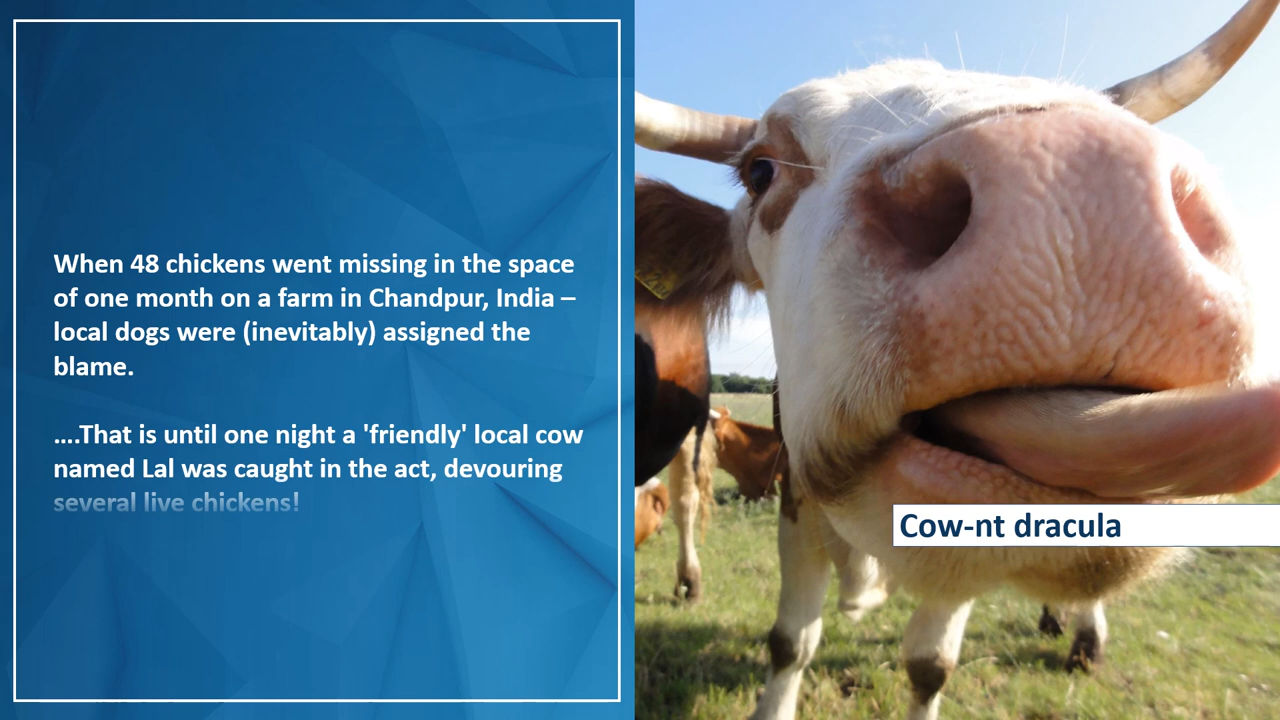 When 48 chickens went missing in the space
of one month on a farm in Chandpur, India –
local dogs were (inevitably) assigned the
blame.
....That is until one night a 'friendly' local cow
named Lal was caught in the act, devouring
several live chickens!
Cow-nt dracula